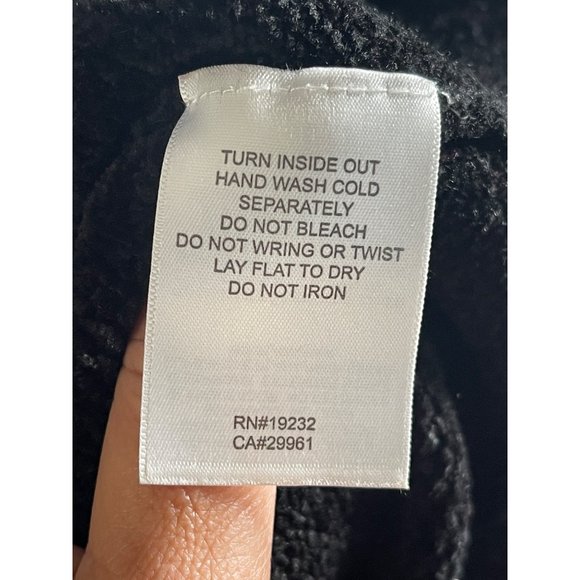 TURN INSIDE OUT
HAND WASH COLD
SEPARATELY
DO NOT BLEACH
DO NOT WRING OR TWIST
LAY FLAT TO DRY
DO NOT IRON
RN#19232
CA#29961